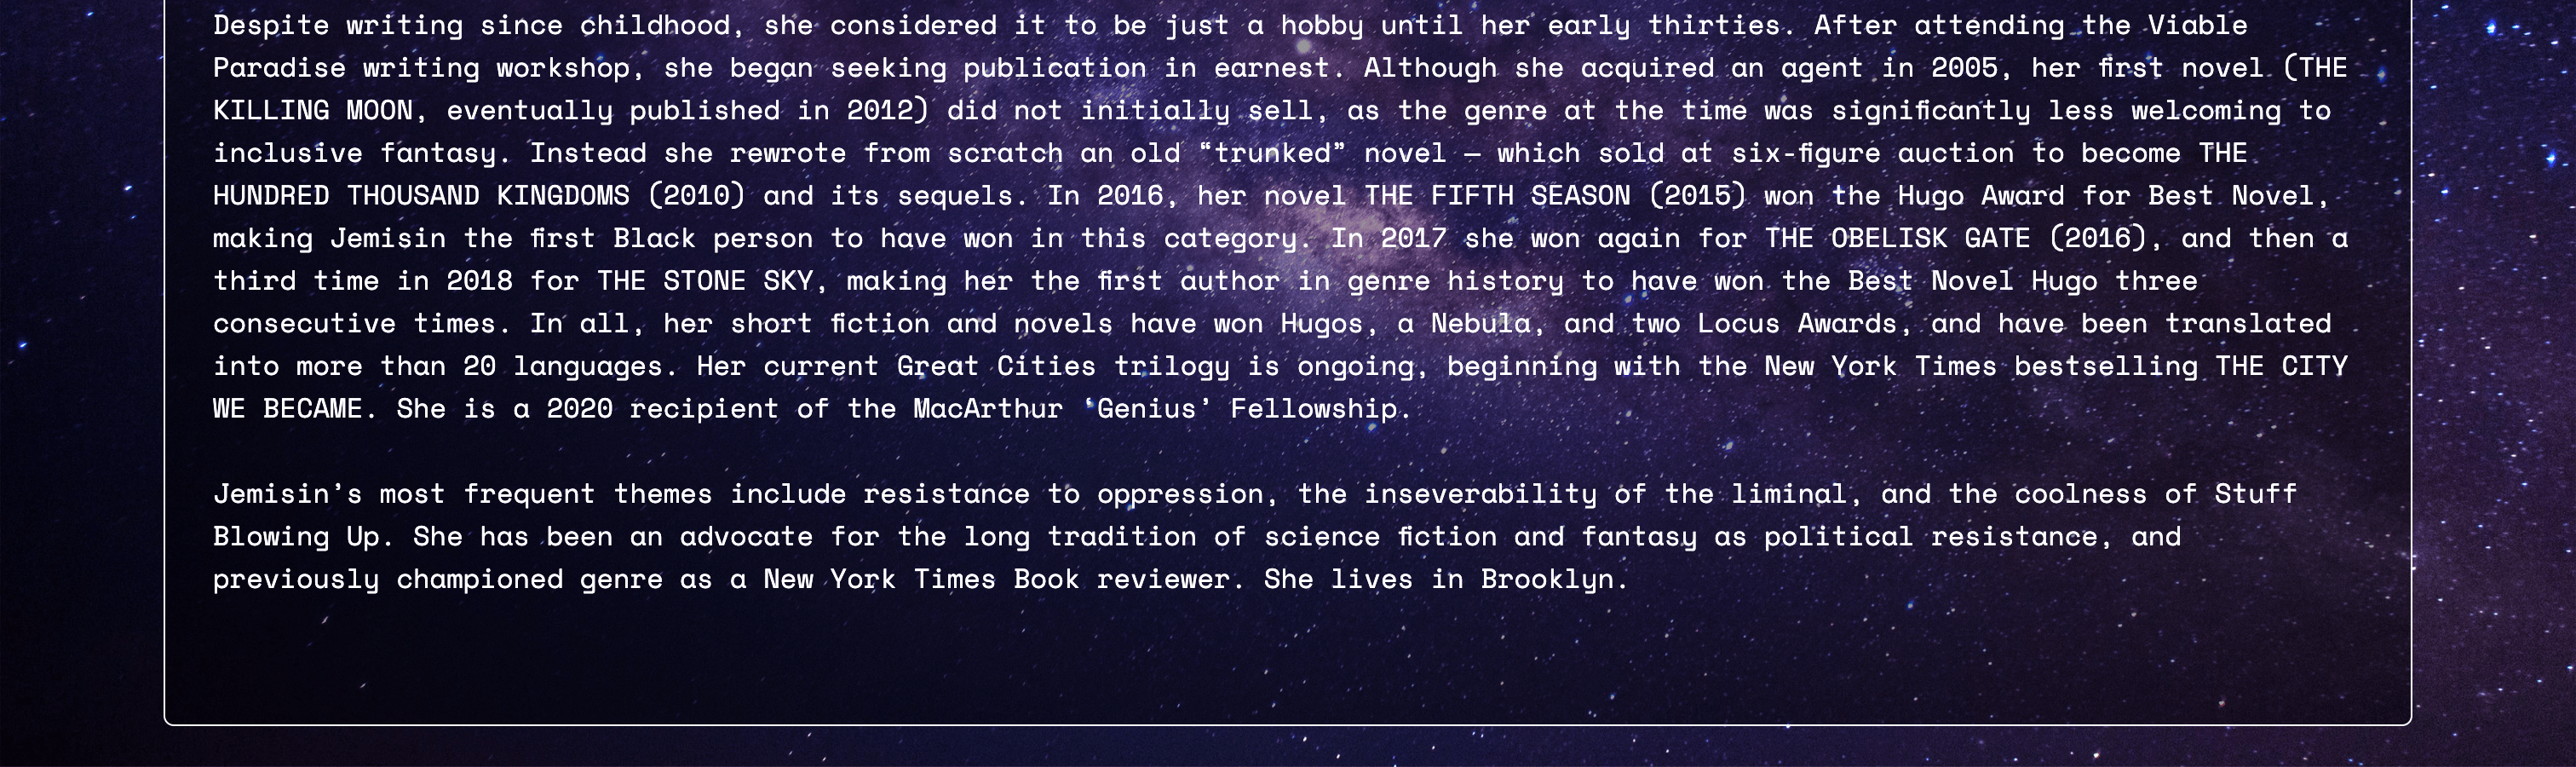 Despite writing since childhood, she considered it to be just a hobby until her early thirties. After attending the Viable
Paradise writing workshop, she began seeking publication in earnest. Although she acquired an agent in 2005, her first novel (THE
KILLING MOON, eventually published in 2012) did not initially sell, as the genre at the time was significantly less welcoming to
inclusive fantasy. Instead she rewrote from scratch an old “trunked” novel — which sold at six-figure auction to become THE
HUNDRED THOUSAND KINGDOMS (2010) and its sequels. In 2016, her novel THE FIFTH SEASON (2015) won the Hugo Award for Best Novel,
making Jemisin the first Black person to have won in this category. In 2017 she won again for THE OBELISK GATE (2016), and then a
third time in 2018 for THE STONE SKY, making her the first author in genre history to have won the Best Novel Hugo three
consecutive times. In all, her short fiction and novels have won Hugos, a Nebula, and two Locus Awards, and have been translated
into more than 20 languages. Her current Great Cities trilogy is ongoing, beginning with the New York Times bestselling THE CITY
WE BECAME. She is a 2020 recipient of the MacArthur ‘Genius’ Fellowship.
Jemisin’s most frequent themes include resistance to oppression, the inseverability of the liminal, and the coolness of Stuff
Blowing Up. She has been an advocate for the long tradition of science fiction and fantasy as political resistance, and
previously championed genre as a New York Times Book reviewer. She lives in Brooklyn.